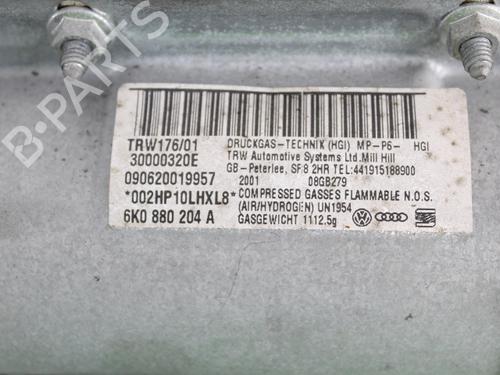 B-PARTS
TRW176/01
30000320E
090620019957
*002HP10LHXL8*
6K0 880 204 A
DRUCKGAS-TECHNIK (HGI) MP-P6- HGI
TRW Automotive Systems Ltd.Mill Hill
GB-Peterlee, SF8 2HR Tel:441915188900
2001 08GB279
COMPRESSED GASSES FLAMMABLE N.O.S.
(AIR/HYDROGEN) UN1954
GASGEWICHT 1112.5g